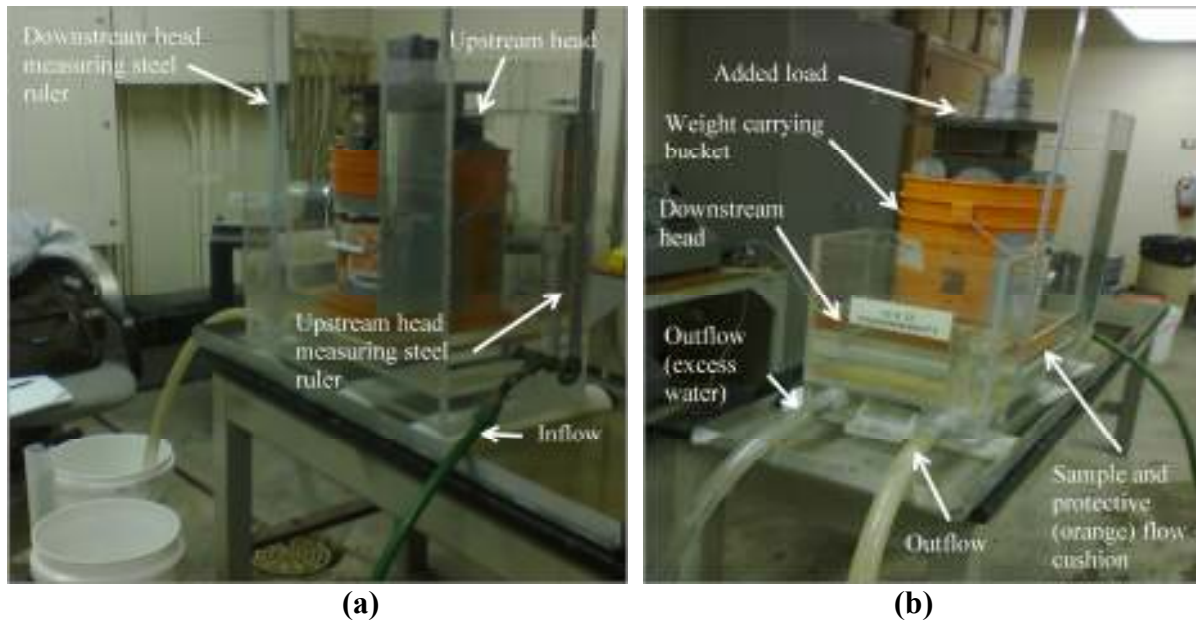 Downstream head
measuring steel
ruler
Upstream head
Upstream head
measuring steel
ruler
Inflow
(a)
Added load
Weight carrying
bucket
Downstream
head
Outflow
(excess
water)
Outflow
Sample and
protective
(orange) flow
cushion
(b)